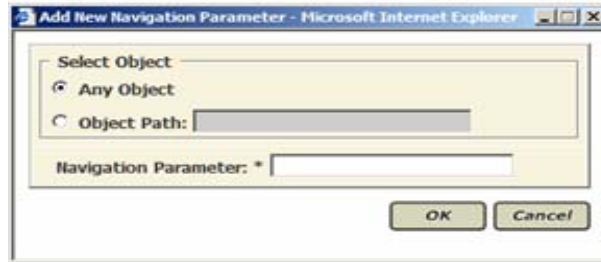 Add New Navigation Parameter - Microsoft Internet Explorer
Select Object
Any Object
Object Path:
Navigation Parameter: *
OK Cancel